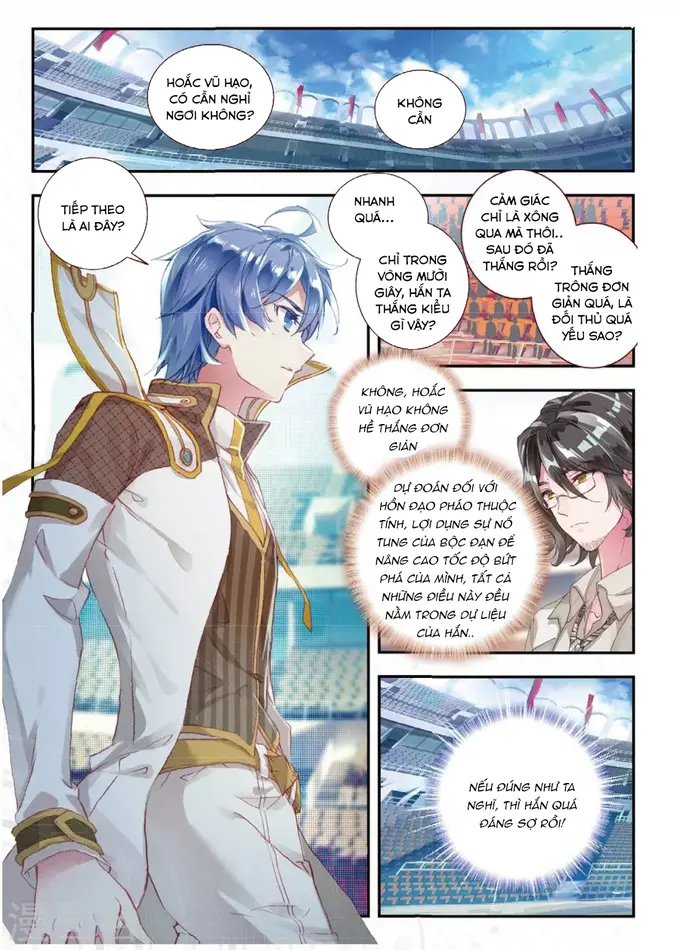 HOẮC VŨ HẠO,
CÓ CẦN NGHỈ
NGƠI KHÔNG?
KHÔNG
CẦN
TIẾP THEO
LÀ AI ĐÂY?
NHANH
QUÁ...
CHỈ TRONG
VÒNG MƯỜI
GIÂY, HẮN TA
THẮNG KIỂU
GÌ VẬY?
CẢM GIÁC
CHỈ LÀ XÔNG
QUA MÀ THÔI..
SAU ĐÓ ĐÃ
THẮNG RỒI?
THẮNG
TRÔNG ĐƠN
GIẢN QUÁ, LÀ
ĐỐI THỦ QUÁ
YẾU SAO?
KHÔNG, HOẮC
VŨ HẠO KHÔNG
HỀ THẮNG ĐƠN
GIẢN
DỰ ĐOÁN ĐỐI VỚI
HỒN ĐẠO PHÁO THUỘC
TÍNH, LỢI DỤNG SỰ NỔ
TUNG CỦA BỘC ĐẠN ĐỂ
NÂNG CAO TỐC ĐỘ BỨT
PHÁ CỦA MÌNH, TẤT CẢ
NHỮNG ĐIỀU NÀY ĐỀU
NẰM TRONG DỰ LIỆU
CỦA HẮN..
NẾU ĐÚNG NHƯ TA
NGHĨ, THÌ HẮN QUÁ
ĐÁNG SỢ RỒI!